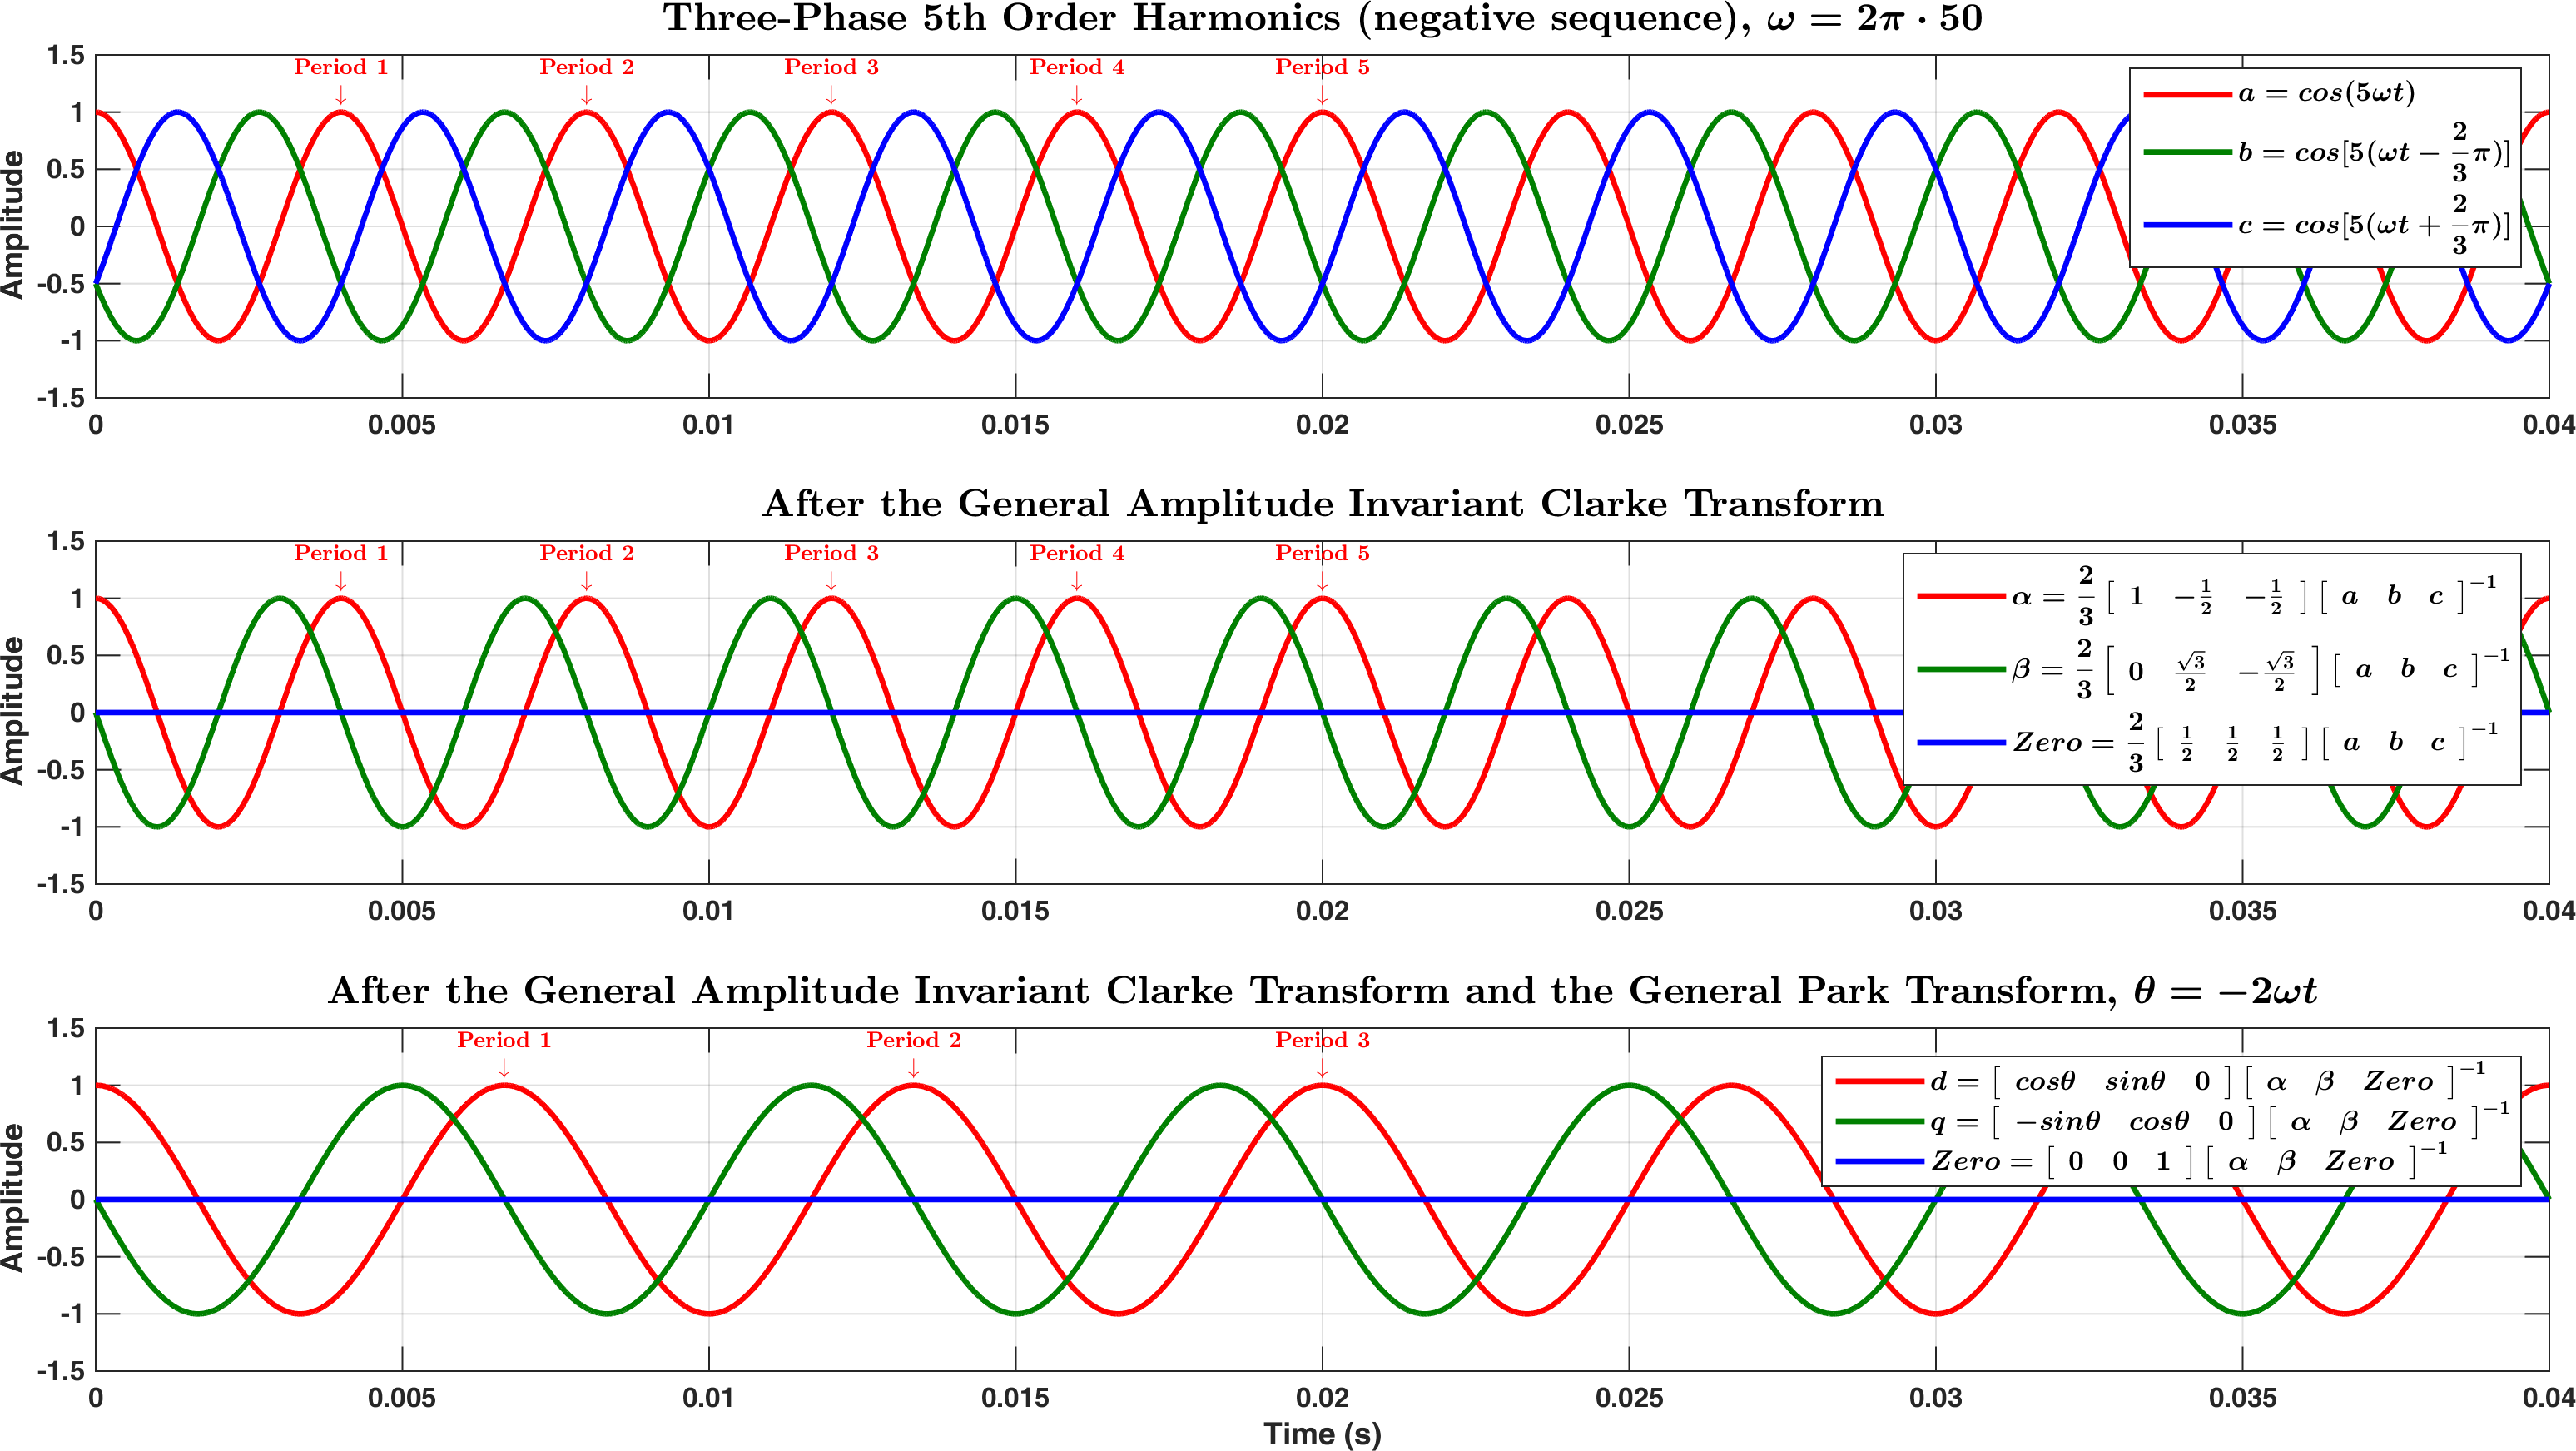 Three-Phase 5th Order Harmonics (negative sequence), ω = 2π · 50
Period 1 Period 2 Period 3 Period 4 Period 5
↓ ↓ ↓ ↓ ↓
a = cos(5ωt)
b = cos[5(ωt − 2/3 π)]
c = cos[5(ωt + 2/3 π)]
Amplitude
1.5
1
0.5
0
-0.5
-1
-1.5
0 0.005 0.01 0.015 0.02 0.025 0.03 0.035 0.04
After the General Amplitude Invariant Clarke Transform
Period 1 Period 2 Period 3 Period 4 Period 5
↓ ↓ ↓ ↓ ↓
α = 2/3 [ 1 −1/2 −1/2 ] [ a b c ]⁻¹
β = 2/3 [ 0 √3/2 −√3/2 ] [ a b c ]⁻¹
Zero = 2/3 [ 1/2 1/2 1/2 ] [ a b c ]⁻¹
Amplitude
1.5
1
0.5
0
-0.5
-1
-1.5
0 0.005 0.01 0.015 0.02 0.025 0.03 0.035 0.04
After the General Amplitude Invariant Clarke Transform and the General Park Transform, θ = −2ωt
Period 1 Period 2 Period 3
↓ ↓ ↓
d = [ cosθ sinθ 0 ] [ α β Zero ]⁻¹
q = [ −sinθ cosθ 0 ] [ α β Zero ]⁻¹
Zero = [ 0 0 1 ] [ α β Zero ]⁻¹
Amplitude
1.5
1
0.5
0
-0.5
-1
-1.5
0 0.005 0.01 0.015 0.02 0.025 0.03 0.035 0.04
Time (s)